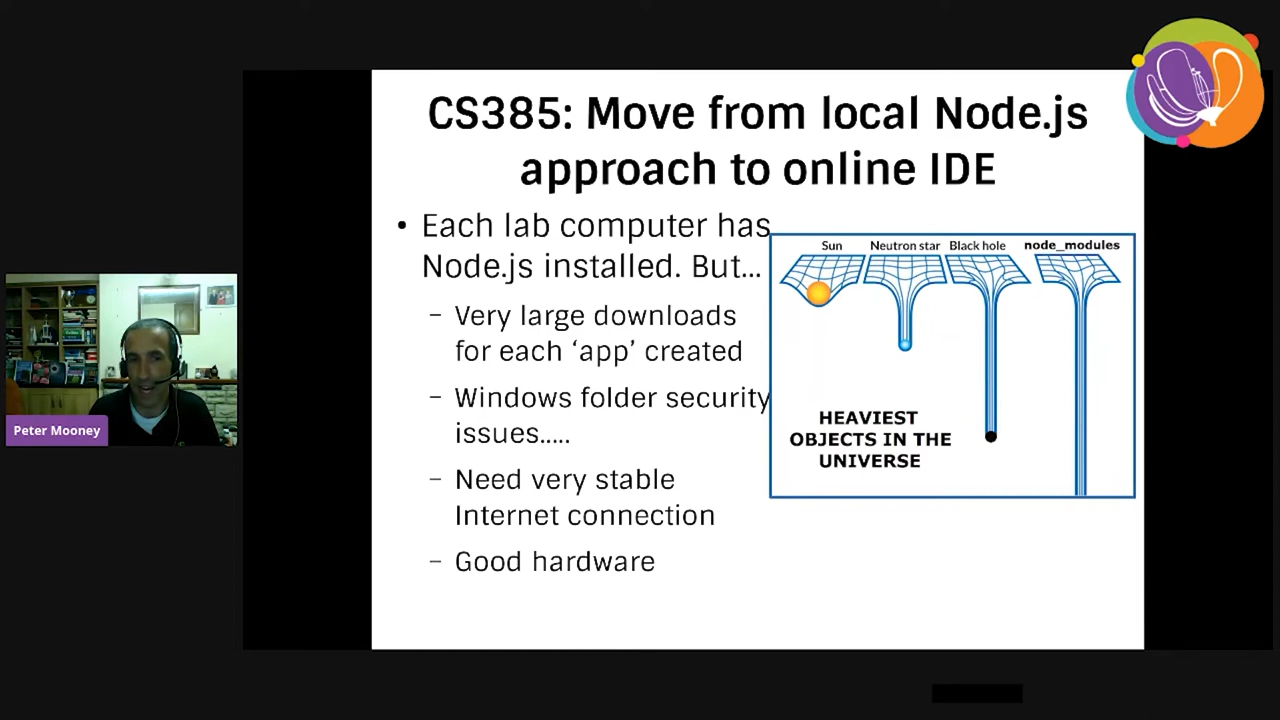 CS385: Move from local Node.js
approach to online IDE
• Each lab computer has
Node.js installed. But...
– Very large downloads
for each ‘app’ created
– Windows folder security
issues.....
– Need very stable
Internet connection
– Good hardware
Sun Neutron star Black hole node_modules
HEAVIEST
OBJECTS IN THE
UNIVERSE
Peter Mooney